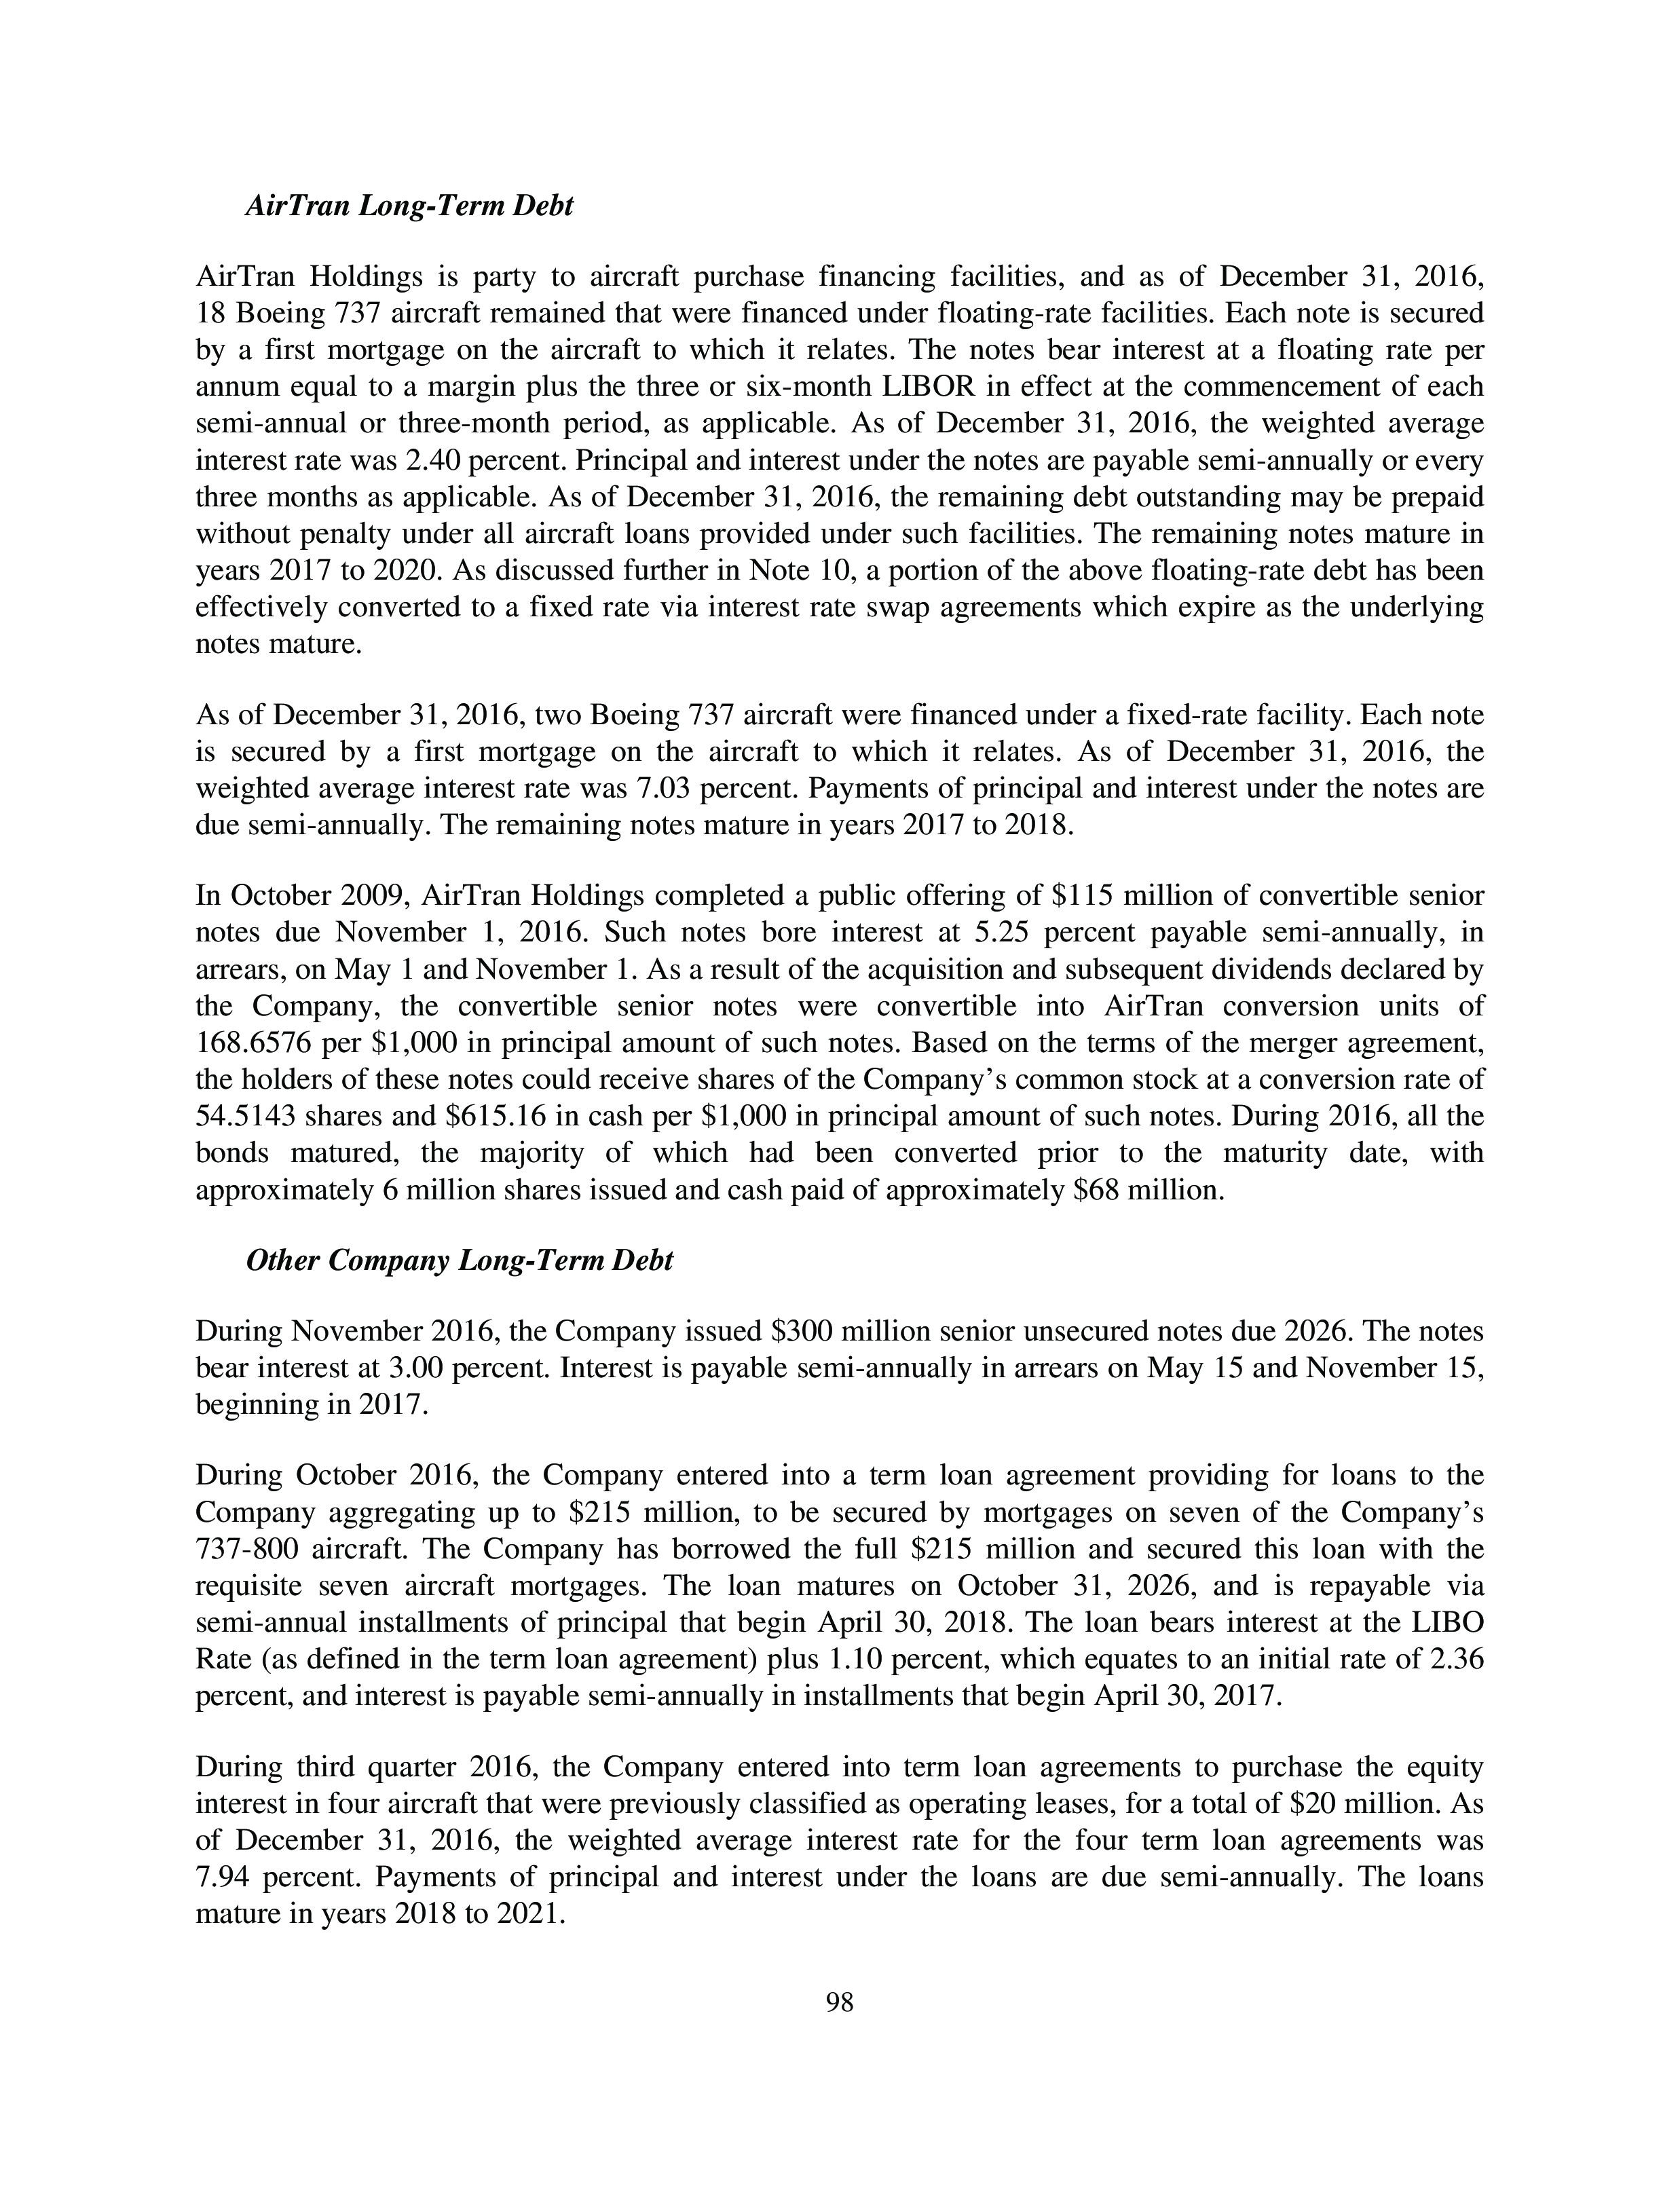 AirTran Long-Term Debt
AirTran Holdings is party to aircraft purchase financing facilities, and as of December 31, 2016,
18 Boeing 737 aircraft remained that were financed under floating-rate facilities. Each note is secured
by a first mortgage on the aircraft to which it relates. The notes bear interest at a floating rate per
annum equal to a margin plus the three or six-month LIBOR in effect at the commencement of each
semi-annual or three-month period, as applicable. As of December 31, 2016, the weighted average
interest rate was 2.40 percent. Principal and interest under the notes are payable semi-annually or every
three months as applicable. As of December 31, 2016, the remaining debt outstanding may be prepaid
without penalty under all aircraft loans provided under such facilities. The remaining notes mature in
years 2017 to 2020. As discussed further in Note 10, a portion of the above floating-rate debt has been
effectively converted to a fixed rate via interest rate swap agreements which expire as the underlying
notes mature.
As of December 31, 2016, two Boeing 737 aircraft were financed under a fixed-rate facility. Each note
is secured by a first mortgage on the aircraft to which it relates. As of December 31, 2016, the
weighted average interest rate was 7.03 percent. Payments of principal and interest under the notes are
due semi-annually. The remaining notes mature in years 2017 to 2018.
In October 2009, AirTran Holdings completed a public offering of $115 million of convertible senior
notes due November 1, 2016. Such notes bore interest at 5.25 percent payable semi-annually, in
arrears, on May 1 and November 1. As a result of the acquisition and subsequent dividends declared by
the Company, the convertible senior notes were convertible into AirTran conversion units of
168.6576 per $1,000 in principal amount of such notes. Based on the terms of the merger agreement,
the holders of these notes could receive shares of the Company’s common stock at a conversion rate of
54.5143 shares and $615.16 in cash per $1,000 in principal amount of such notes. During 2016, all the
bonds matured, the majority of which had been converted prior to the maturity date, with
approximately 6 million shares issued and cash paid of approximately $68 million.
Other Company Long-Term Debt
During November 2016, the Company issued $300 million senior unsecured notes due 2026. The notes
bear interest at 3.00 percent. Interest is payable semi-annually in arrears on May 15 and November 15,
beginning in 2017.
During October 2016, the Company entered into a term loan agreement providing for loans to the
Company aggregating up to $215 million, to be secured by mortgages on seven of the Company’s
737-800 aircraft. The Company has borrowed the full $215 million and secured this loan with the
requisite seven aircraft mortgages. The loan matures on October 31, 2026, and is repayable via
semi-annual installments of principal that begin April 30, 2018. The loan bears interest at the LIBO
Rate (as defined in the term loan agreement) plus 1.10 percent, which equates to an initial rate of 2.36
percent, and interest is payable semi-annually in installments that begin April 30, 2017.
During third quarter 2016, the Company entered into term loan agreements to purchase the equity
interest in four aircraft that were previously classified as operating leases, for a total of $20 million. As
of December 31, 2016, the weighted average interest rate for the four term loan agreements was
7.94 percent. Payments of principal and interest under the loans are due semi-annually. The loans
mature in years 2018 to 2021.
98